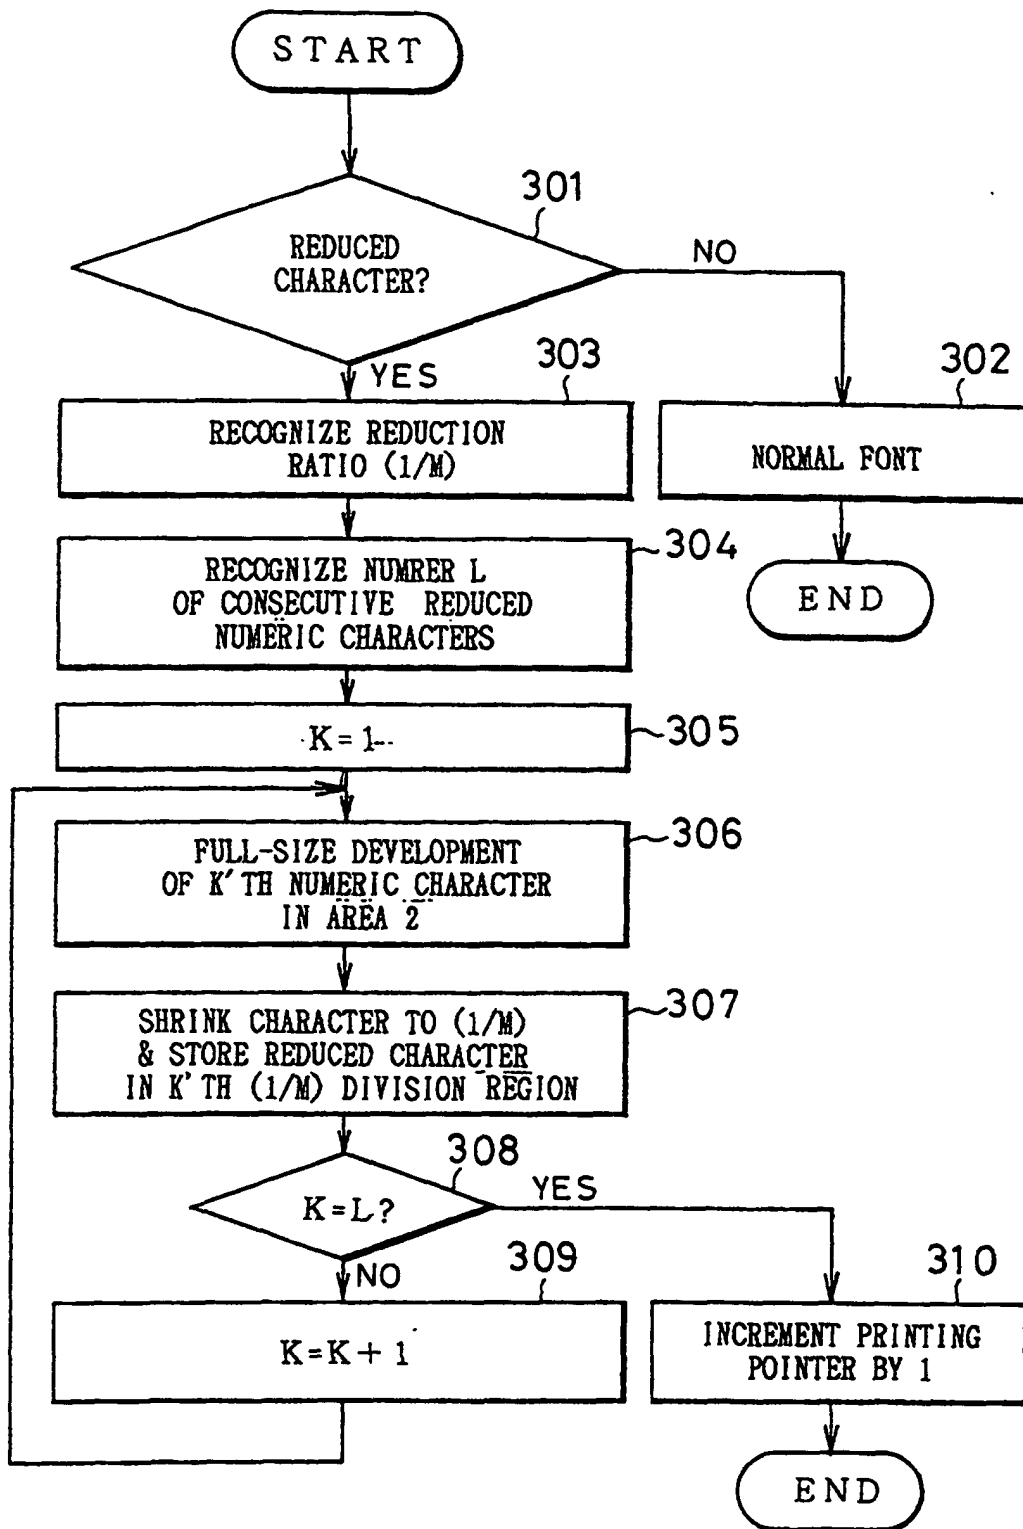 START
301
REDUCED
CHARACTER?
NO
YES
303
RECOGNIZE REDUCTION
RATIO (1/M)
302
NORMAL FONT
END
304
RECOGNIZE NUMRER L
OF CONSECUTIVE REDUCED
NUMERIC CHARACTERS
305
K=1
306
FULL-SIZE DEVELOPMENT
OF K'TH NUMERIC CHARACTER
IN AREA 2
307
SHRINK CHARACTER TO (1/M)
& STORE REDUCED CHARACTER
IN K'TH (1/M) DIVISION REGION
308
K=L?
YES
NO
309
K=K+1
310
INCREMENT PRINTING
POINTER BY 1
END